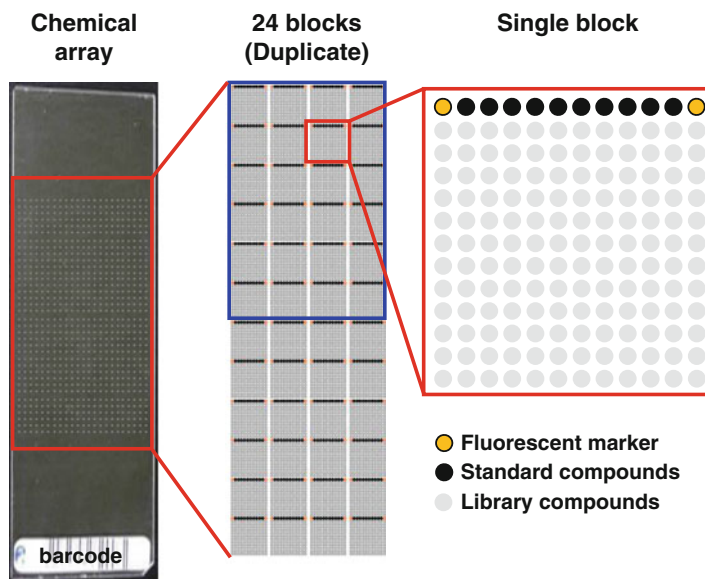 Chemical
array
24 blocks
(Duplicate)
Single block
Fluorescent marker
Standard compounds
Library compounds
barcode